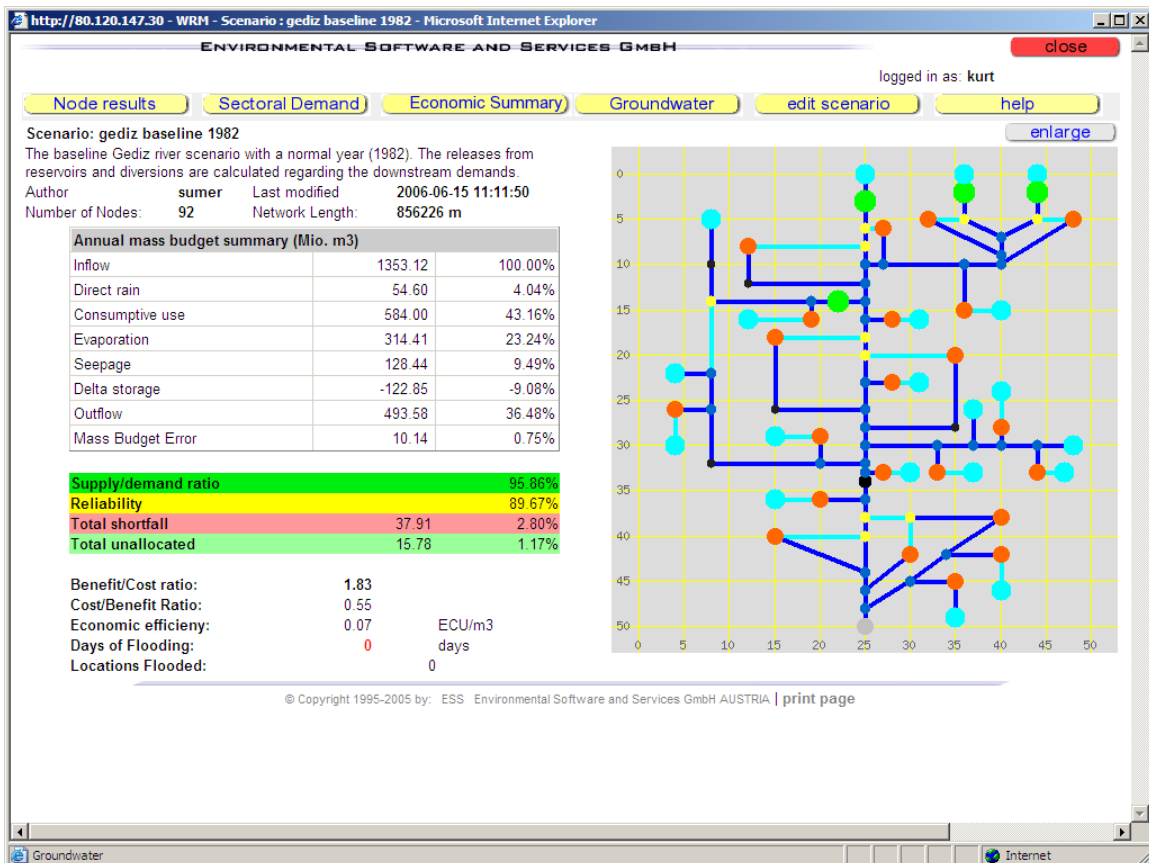 http://80.120.147.30 - WRM - Scenario : gediz baseline 1982 - Microsoft Internet Explorer
ENVIRONMENTAL SOFTWARE AND SERVICES GMBH
close
logged in as: kurt
Node results Sectoral Demand Economic Summary Groundwater edit scenario help
Scenario: gediz baseline 1982
enlarge
The baseline Gediz river scenario with a normal year (1982). The releases from
reservoirs and diversions are calculated regarding the downstream demands.
Author sumer Last modified 2006-06-15 11:11:50
Number of Nodes: 92 Network Length: 856226 m
Annual mass budget summary (Mio. m3)
Inflow 1353.12 100.00%
Direct rain 54.60 4.04%
Consumptive use 584.00 43.16%
Evaporation 314.41 23.24%
Seepage 128.44 9.49%
Delta storage -122.85 -9.08%
Outflow 493.58 36.48%
Mass Budget Error 10.14 0.75%
Supply/demand ratio 95.86%
Reliability 89.67%
Total shortfall 37.91 2.80%
Total unallocated 15.78 1.17%
Benefit/Cost ratio: 1.83
Cost/Benefit Ratio: 0.55
Economic efficieny: 0.07 ECU/m3
Days of Flooding: 0 days
Locations Flooded: 0
0
5
10
15
20
25
30
35
40
45
50
0 5 10 15 20 25 30 35 40 45 50
© Copyright 1995-2005 by: ESS Environmental Software and Services GmbH AUSTRIA | print page
Groundwater
Internet